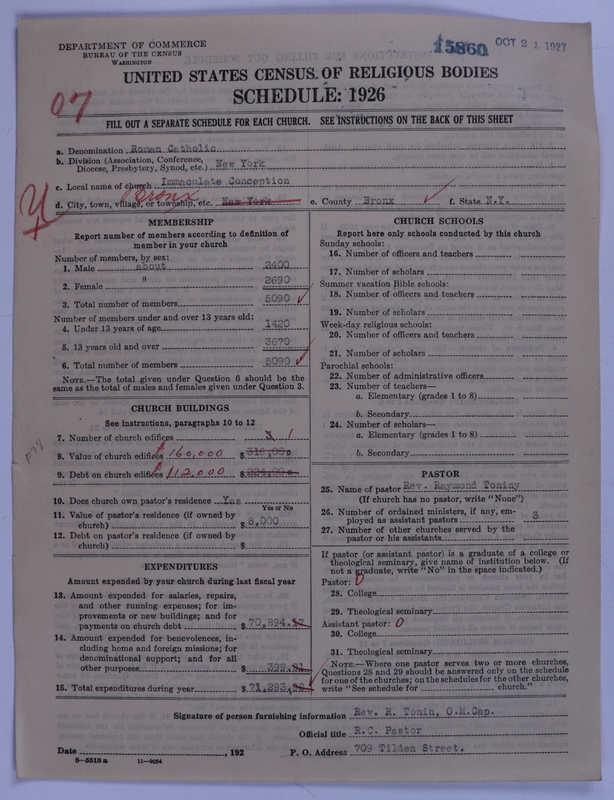 DEPARTMENT OF COMMERCE
BUREAU OF THE CENSUS
WASHINGTON
15860
OCT 21 1927
UNITED STATES CENSUS OF RELIGIOUS BODIES
SCHEDULE: 1926
07
FILL OUT A SEPARATE SCHEDULE FOR EACH CHURCH. SEE INSTRUCTIONS ON THE BACK OF THIS SHEET
a. Denomination Roman Catholic
b. Division (Association, Conference, Diocese, Presbytery, Synod, etc.) New York
c. Local name of church Immaculate Conception
Bronx
d. City, town, village, or township, etc. New York e. County Bronx f. State N.Y.
MEMBERSHIP
Report number of members according to definition of
member in your church
Number of members, by sex:
1. Male about 2400
2. Female " 2690
3. Total number of members 5090
Number of members under and over 13 years old:
4. Under 13 years of age 1420
5. 13 years old and over 3670
6. Total number of members 5090
NOTE.—The total given under Question 6 should be the
same as the total of males and females given under Question 3.
CHURCH BUILDINGS
See instructions, paragraphs 10 to 12
7. Number of church edifices 1
8. Value of church edifices $160,000
9. Debt on church edifices $112,000
10. Does church own pastor's residence Yes
Yes or No
11. Value of pastor's residence (if owned by
church) $8,000
12. Debt on pastor's residence (if owned by
church) $
EXPENDITURES
Amount expended by your church during last fiscal year
13. Amount expended for salaries, repairs,
and other running expenses; for im-
provements or new buildings; and for
payments on church debt $70,894.
14. Amount expended for benevolences, in-
cluding home and foreign missions; for
denominational support; and for all
other purposes $399.
15. Total expenditures during year $71,293.
CHURCH SCHOOLS
Report here only schools conducted by this church
Sunday schools:
16. Number of officers and teachers
17. Number of scholars
Summer vacation Bible schools:
18. Number of officers and teachers
19. Number of scholars
Week-day religious schools:
20. Number of officers and teachers
21. Number of scholars
Parochial schools:
22. Number of administrative officers
23. Number of teachers—
a. Elementary (grades 1 to 8)
b. Secondary
24. Number of scholars—
a. Elementary (grades 1 to 8)
b. Secondary
PASTOR
25. Name of pastor Rev. Raymond Toniny
(If church has no pastor, write "None")
26. Number of ordained ministers, if any, em-
ployed as assistant pastors 3
27. Number of other churches served by the
pastor or his assistants
If pastor (or assistant pastor) is a graduate of a college or
theological seminary, give name of institution below. (If
not a graduate, write "No" in the space indicated.)
Pastor: 0
28. College
29. Theological seminary
Assistant pastor: 0
30. College
31. Theological seminary
NOTE.—Where one pastor serves two or more churches,
Questions 28 and 29 should be answered only on the schedule
for one of the churches; on the schedules for the other churches,
write "See schedule for church."
Signature of person furnishing information Rev. R. Tonin, O.M.Cap.
Official title R.C. Pastor
Date , 192 P. O. Address 709 Tilden Street.
8—5518a 11—9054